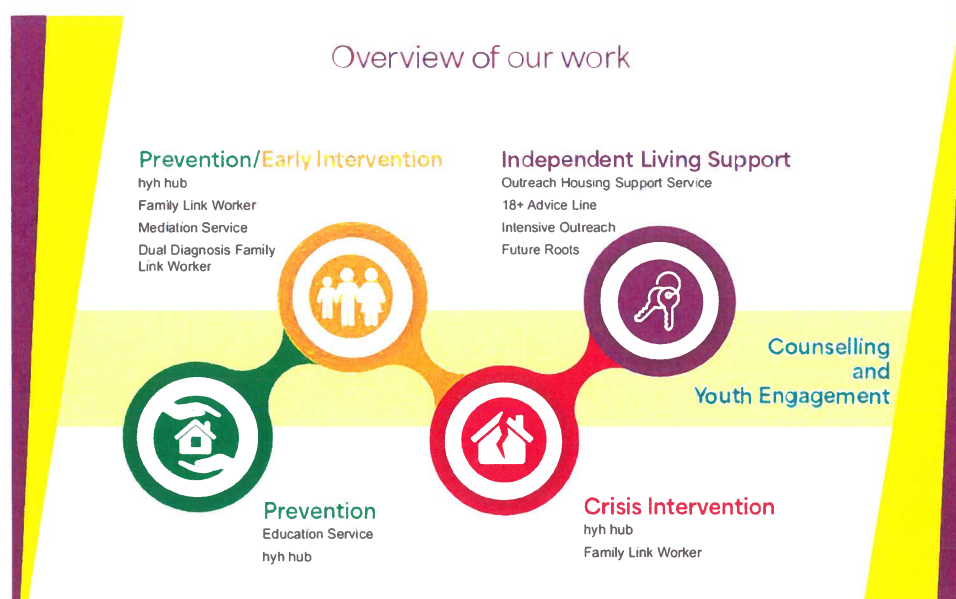 Overview of our work
Prevention/Early Intervention
hyh hub
Family Link Worker
Mediation Service
Dual Diagnosis Family
Link Worker
Independent Living Support
Outreach Housing Support Service
18+ Advice Line
Intensive Outreach
Future Roots
Counselling
and
Youth Engagement
Prevention
Education Service
hyh hub
Crisis Intervention
hyh hub
Family Link Worker